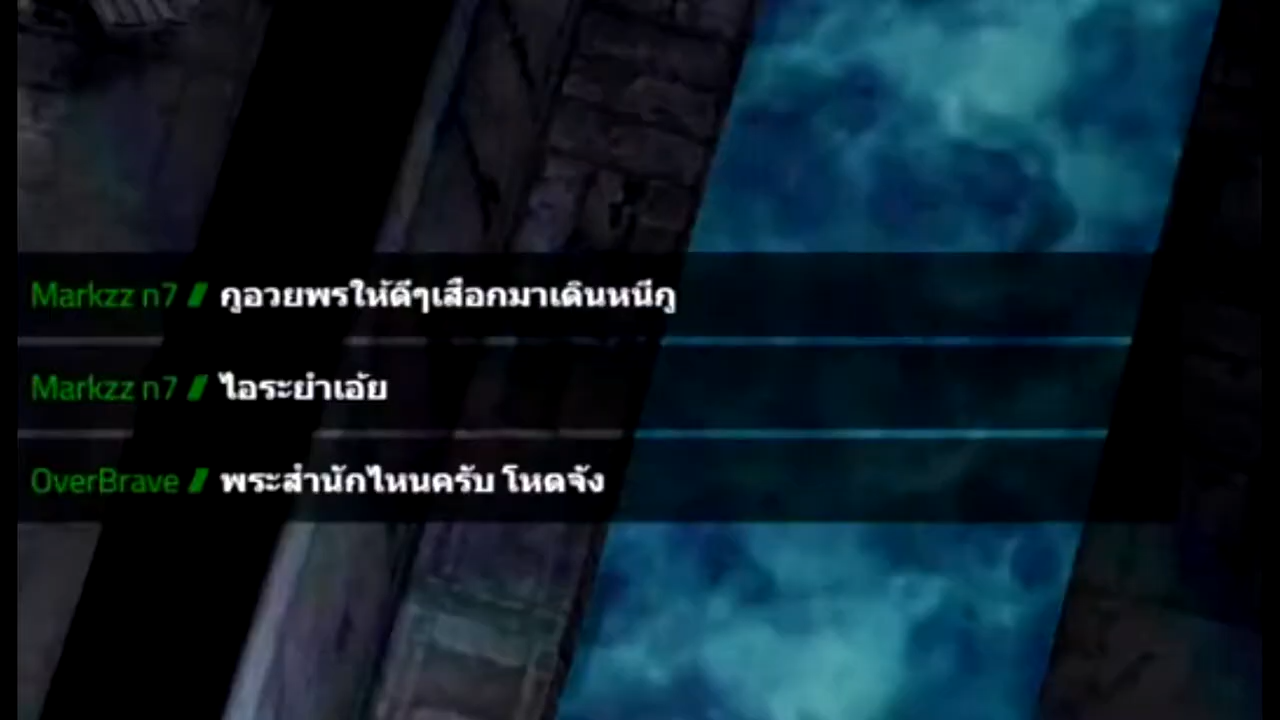 Markzz n7 // กูอวยพรให้ดีๆเสือกมาเดินหนีกู
Markzz n7 // ไอระยำเอ้ย
OverBrave // พระสำนักไหนครับ โหดจัง